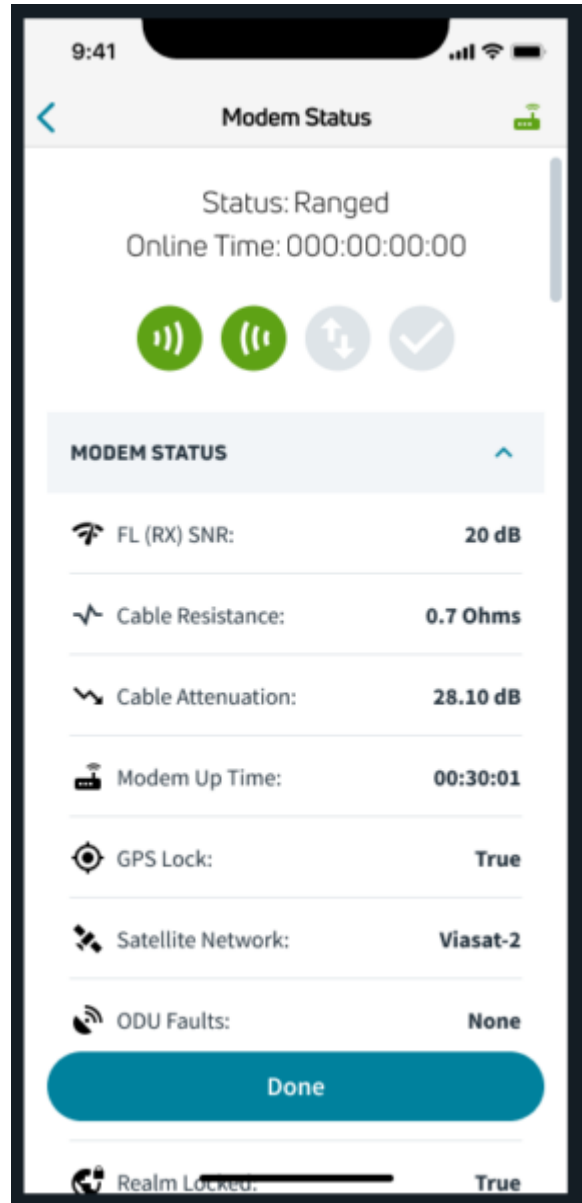 9:41
Modem Status
Status: Ranged
Online Time: 000:00:00:00
MODEM STATUS
FL (RX) SNR: 20 dB
Cable Resistance: 0.7 Ohms
Cable Attenuation: 28.10 dB
Modem Up Time: 00:30:01
GPS Lock: True
Satellite Network: Viasat-2
ODU Faults: None
Done
Realm Locked: True